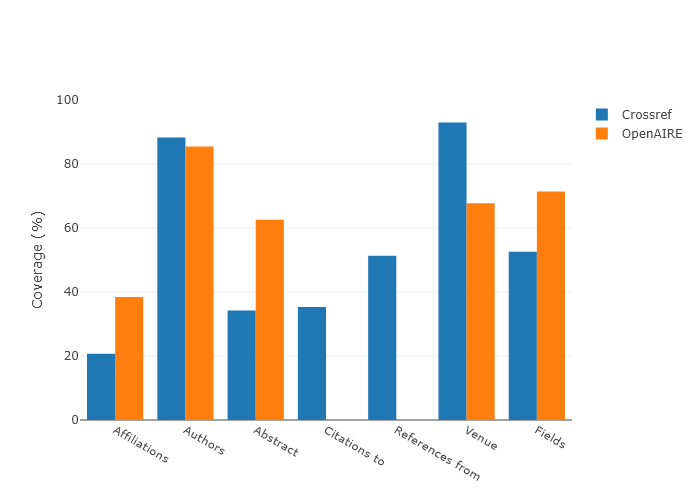 100
80
60
40
20
0
Coverage (%)
Affiliations
Authors
Abstract
Citations to
References from
Venue
Fields
Crossref
OpenAIRE